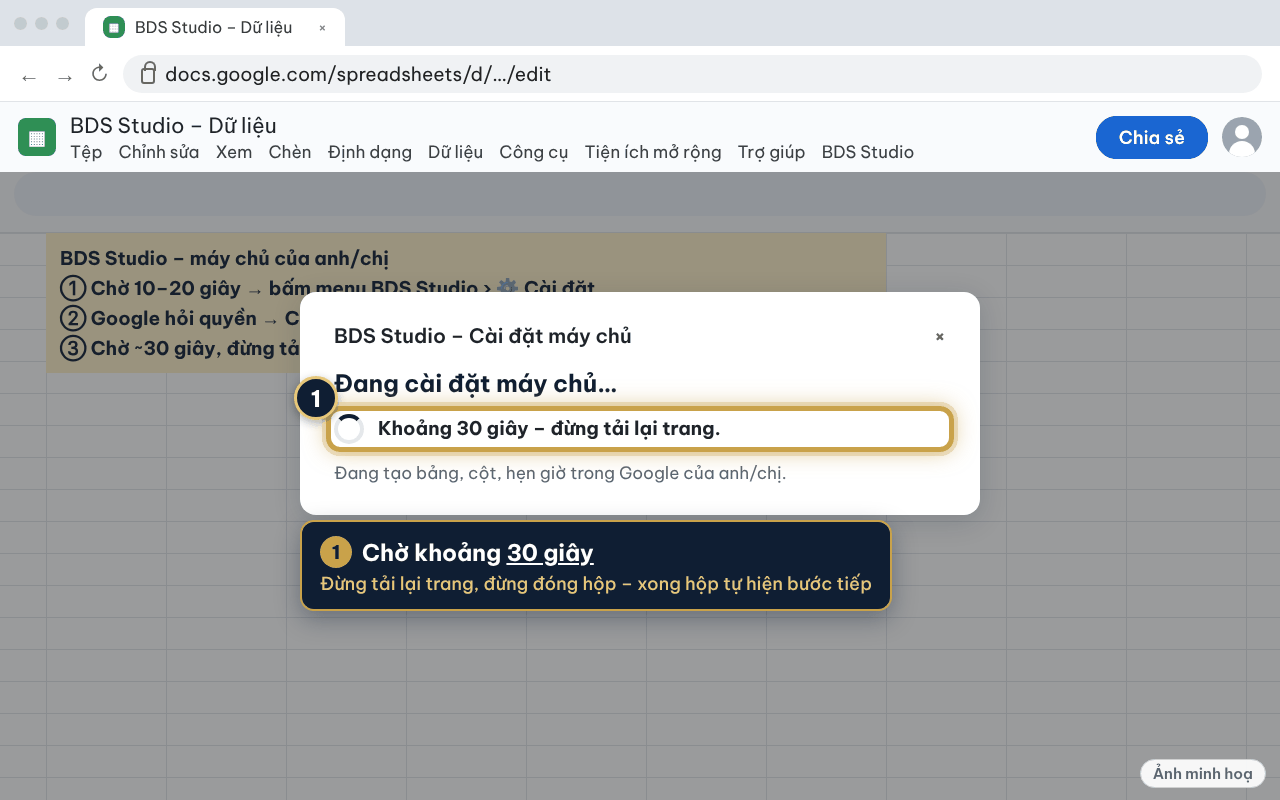 BDS Studio – Dữ liệu ×
docs.google.com/spreadsheets/d/…/edit
BDS Studio – Dữ liệu
Tệp Chỉnh sửa Xem Chèn Định dạng Dữ liệu Công cụ Tiện ích mở rộng Trợ giúp BDS Studio
Chia sẻ
BDS Studio – máy chủ của anh/chị
① Chờ 10–20 giây → bấm menu BDS Studio › ⚙️ Cài đặt
② Google hỏi quyền → C
③ Chờ ~30 giây, đừng tả
BDS Studio – Cài đặt máy chủ ×
Đang cài đặt máy chủ…
1
Khoảng 30 giây – đừng tải lại trang.
Đang tạo bảng, cột, hẹn giờ trong Google của anh/chị.
1 Chờ khoảng 30 giây
Đừng tải lại trang, đừng đóng hộp – xong hộp tự hiện bước tiếp
Ảnh minh hoạ